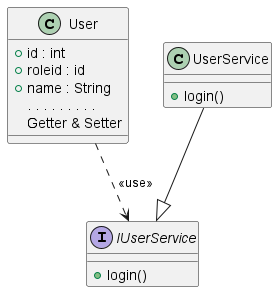 C User
id : int
roleid : id
name : String
Getter & Setter
C UserService
login()
«use»
I IUserService
login()